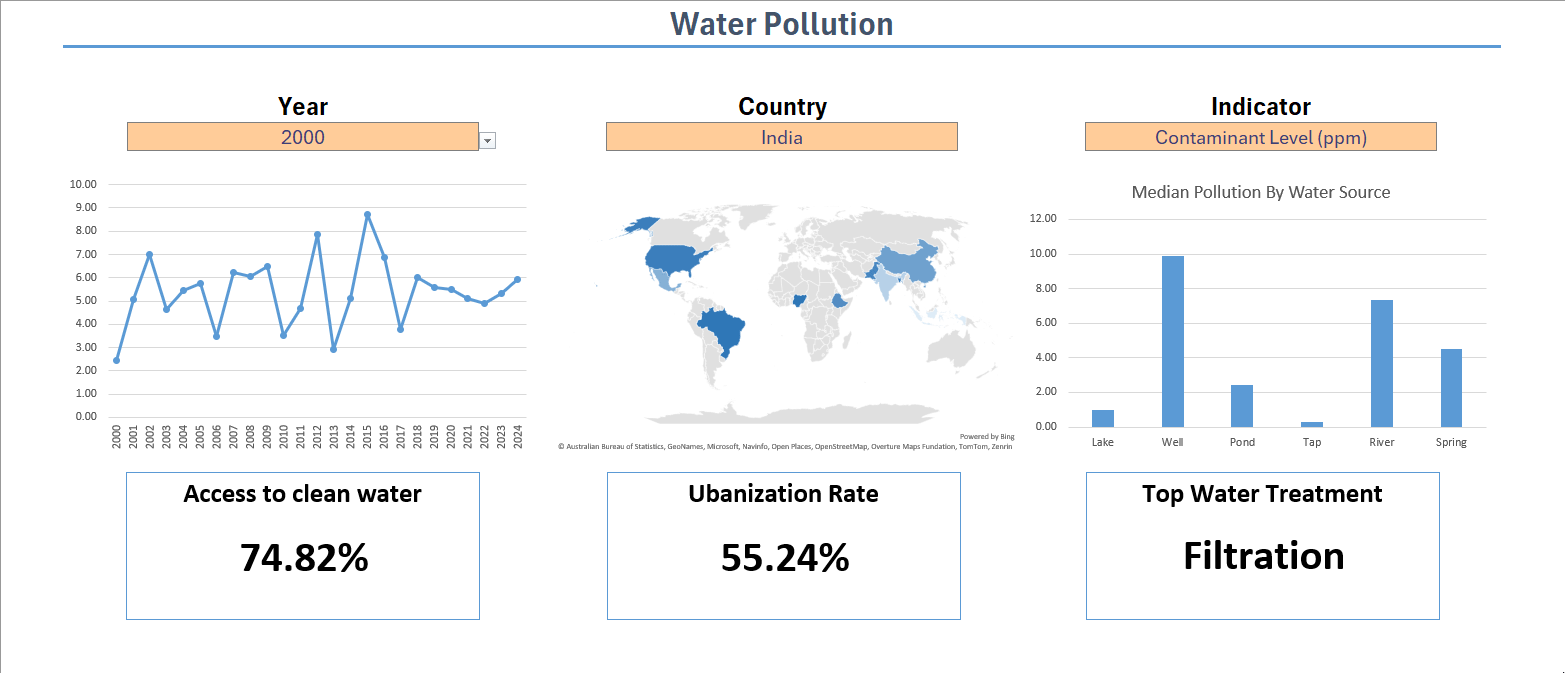 Water Pollution
Year
Country
Indicator
2000
India
Contaminant Level (ppm)
10.00
9.00
8.00
7.00
6.00
5.00
4.00
3.00
2.00
1.00
0.00
2000 2001 2002 2003 2004 2005 2006 2007 2008 2009 2010 2011 2012 2013 2014 2015 2016 2017 2018 2019 2020 2021 2022 2023 2024
Powered by Bing
© Australian Bureau of Statistics, GeoNames, Microsoft, Navinfo, Open Places, OpenStreetMap, Overture Maps Fundation, TomTom, Zenrin
Median Pollution By Water Source
12.00
10.00
8.00
6.00
4.00
2.00
0.00
Lake Well Pond Tap River Spring
Access to clean water
74.82%
Ubanization Rate
55.24%
Top Water Treatment
Filtration